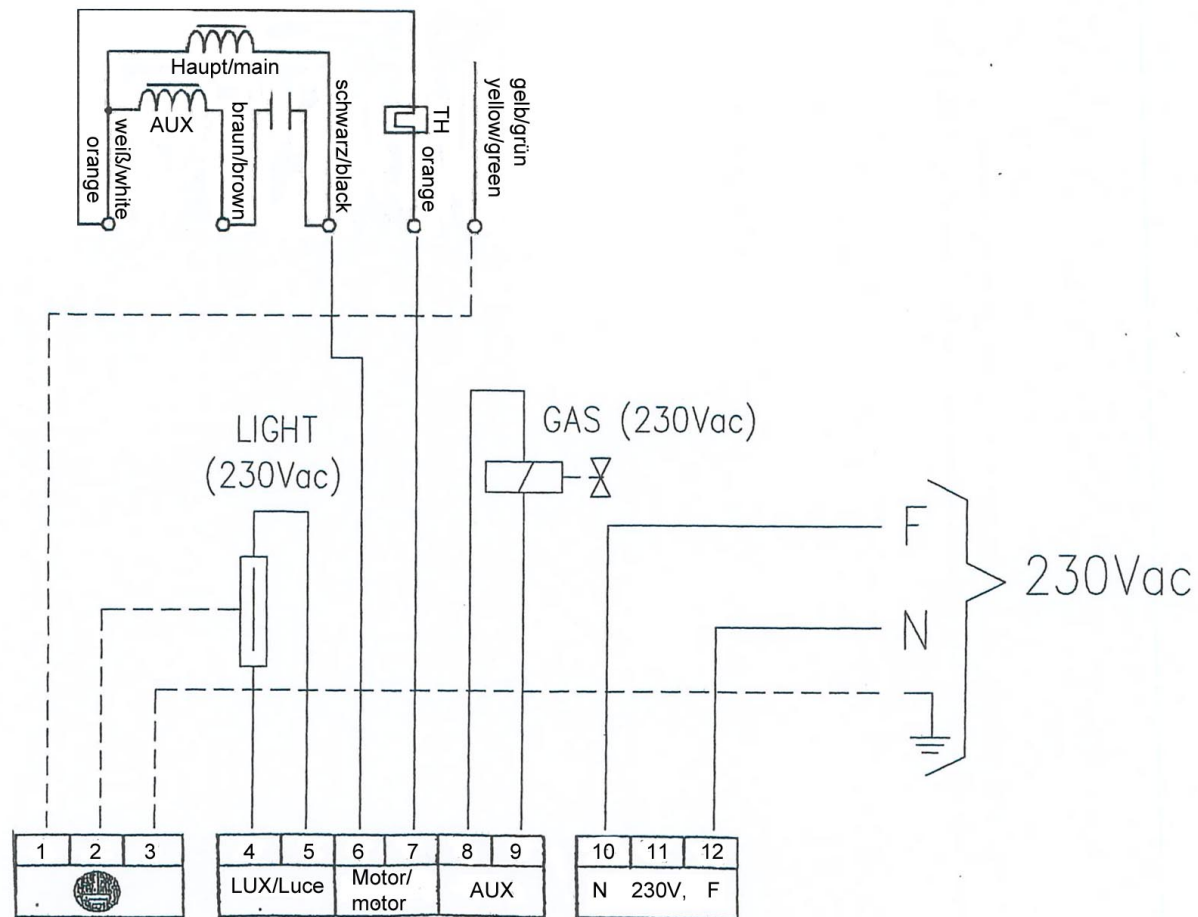 Haupt/main
AUX
orange
weiß/white
braun/brown
schwarz/black
TH
orange
gelb/grün
yellow/green
LIGHT
(230Vac)
GAS (230Vac)
F
N
230Vac
1 2 3 4 5 6 7 8 9 10 11 12
LUX/Luce
Motor/
motor
AUX
N 230V, F